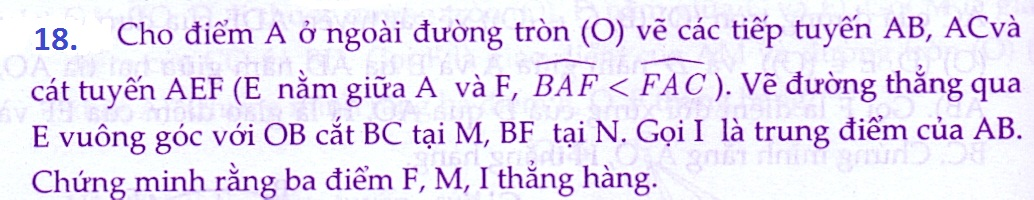 18. Cho điểm A ở ngoài đường tròn (O) vẽ các tiếp tuyến AB, ACvà
cát tuyến AEF (E nằm giữa A và F, BAF < FAC ). Vẽ đường thẳng qua
E vuông góc với OB cắt BC tại M, BF tại N. Gọi I là trung điểm của AB.
Chứng minh rằng ba điểm F, M, I thẳng hàng.